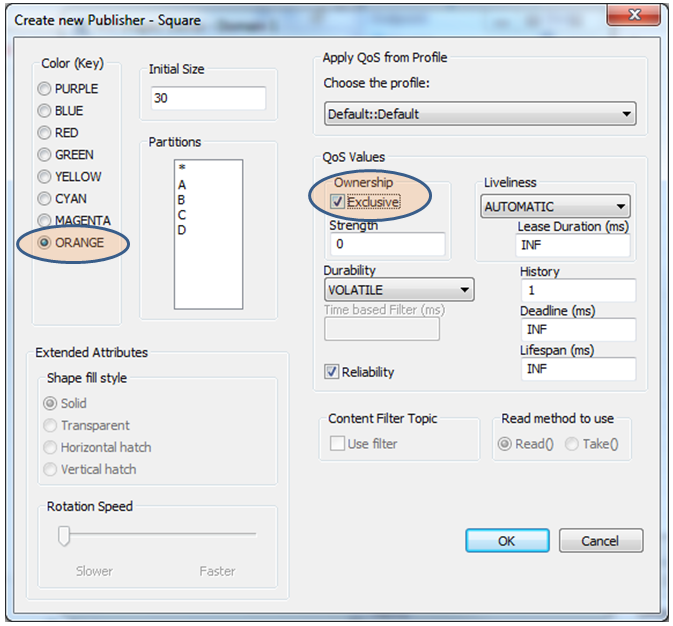 Create new Publisher - Square
Color (Key)
PURPLE
BLUE
RED
GREEN
YELLOW
CYAN
MAGENTA
ORANGE
Initial Size
30
Partitions
*
A
B
C
D
Apply QoS from Profile
Choose the profile:
Default::Default
QoS Values
Ownership
Exclusive
Strength
0
Liveliness
AUTOMATIC
Lease Duration (ms)
INF
Durability
VOLATILE
Time based Filter (ms)
Reliability
History
1
Deadline (ms)
INF
Lifespan (ms)
INF
Extended Attributes
Shape fill style
Solid
Transparent
Horizontal hatch
Vertical hatch
Rotation Speed
Slower Faster
Content Filter Topic
Use filter
Read method to use
Read() Take()
OK Cancel